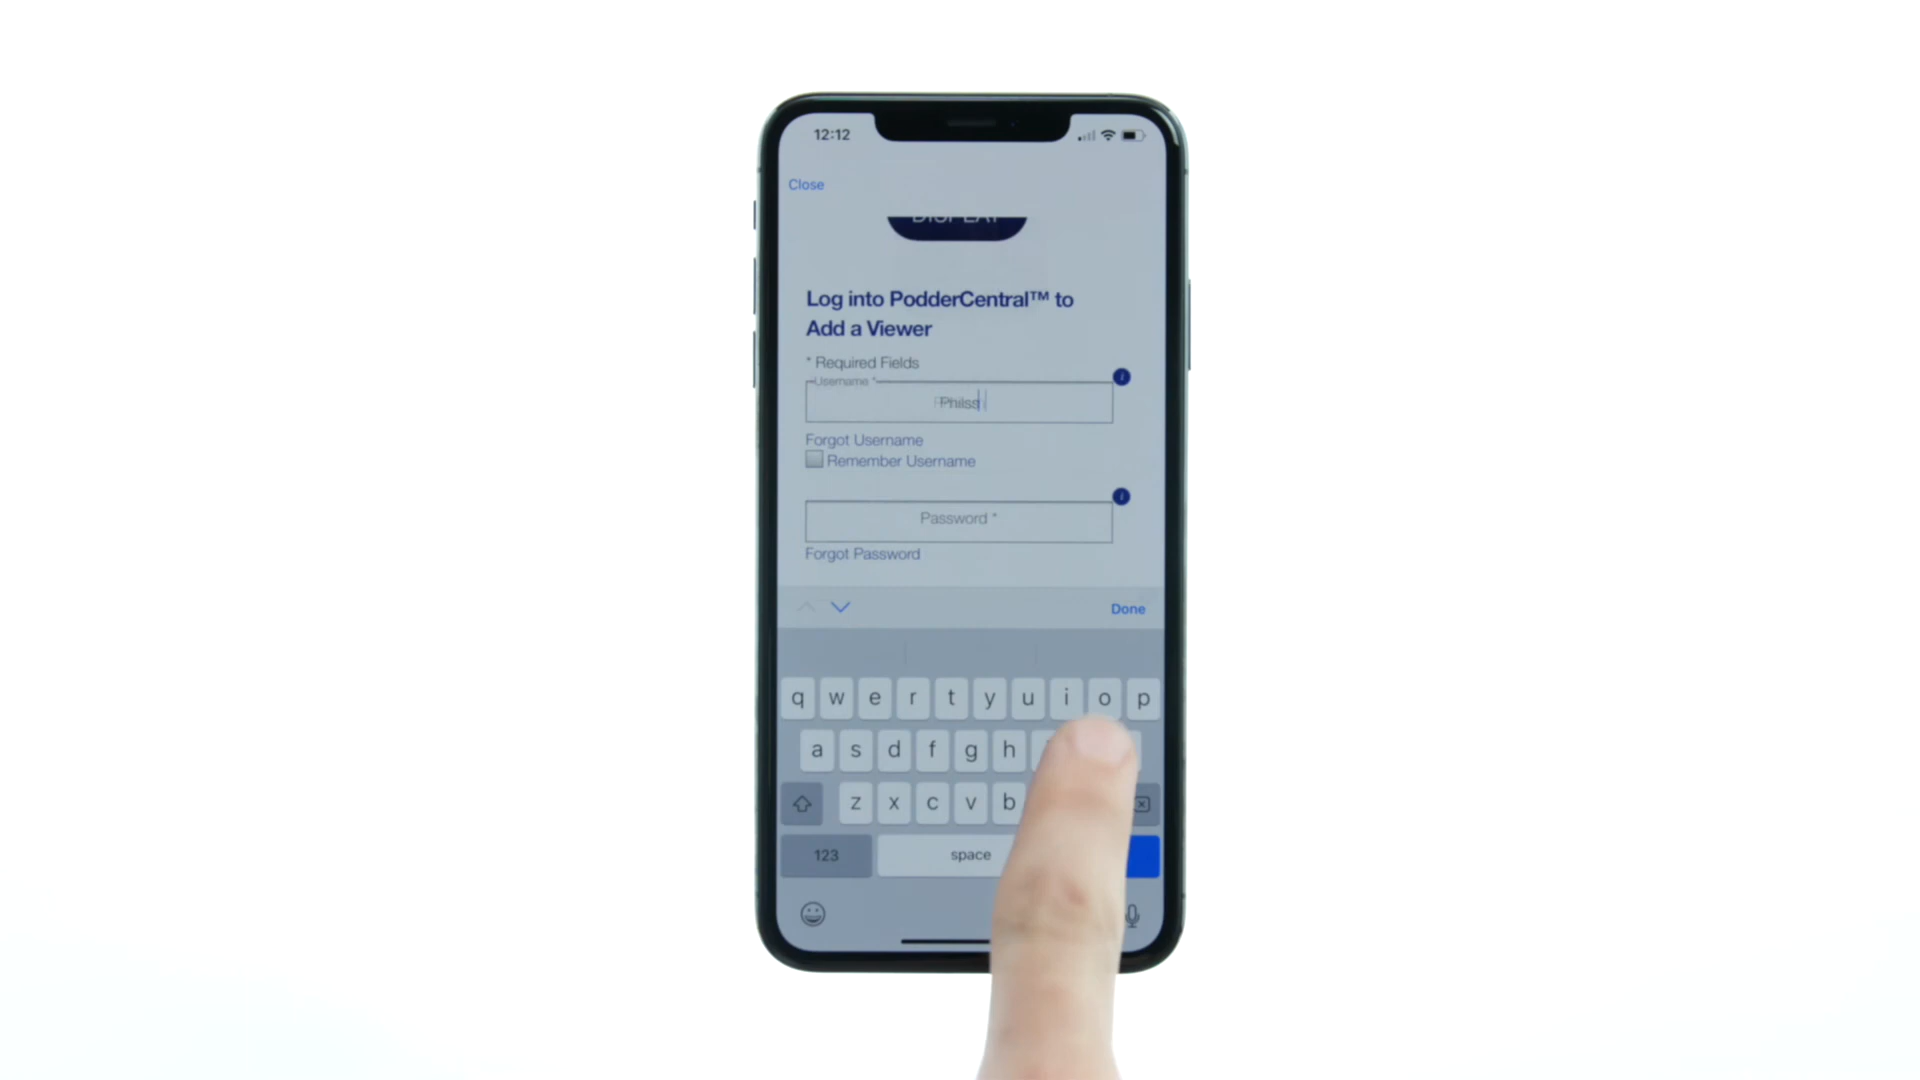 12:12
Close
DISPLAY
Log into PodderCentral™ to
Add a Viewer
* Required Fields
Username *
Forgot Username
Remember Username
Password *
Forgot Password
Done
q w e r t y u i o p
a s d f g h
z x c v b
123 space